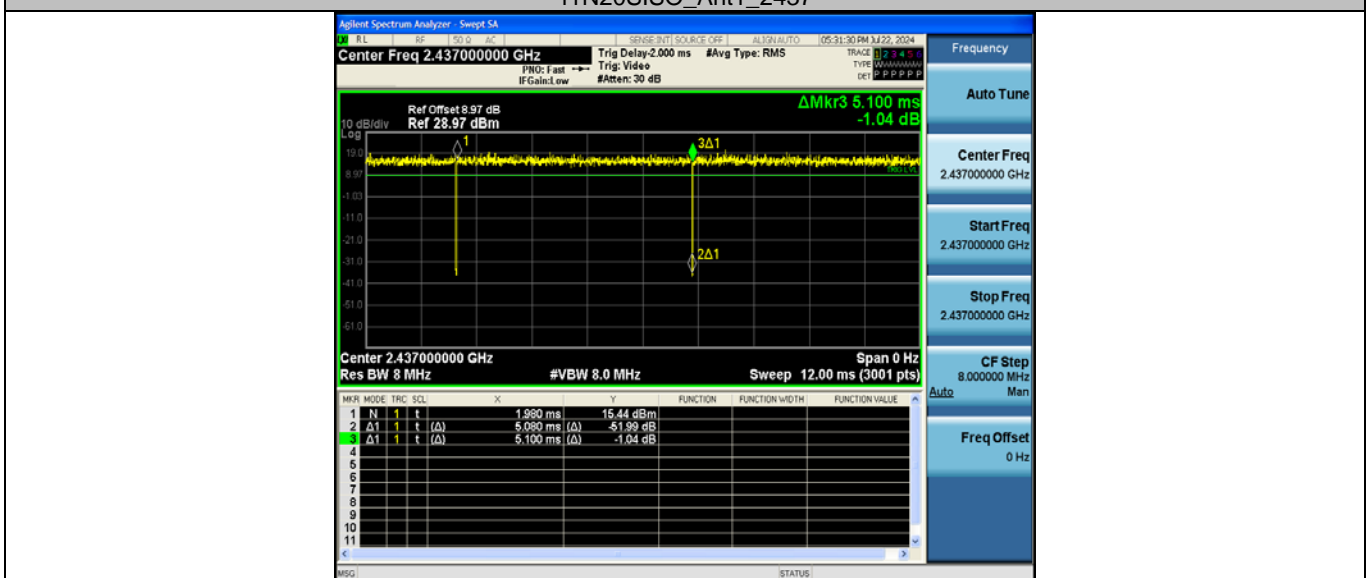 Agilent Spectrum Analyzer - Swept SA
RL RF 50 Ω AC SENSE:INT SOURCE OFF ALIGN AUTO 05:31:30 PM Jul 22, 2024
Center Freq 2.437000000 GHz
PNO: Fast
IFGain:Low
Trig Delay-2.000 ms
Trig: Video
#Atten: 30 dB
#Avg Type: RMS
TRACE 1 2 3 4 5 6
TYPE WWWWWW
DET P P P P P P
ΔMkr3 5.100 ms
-1.04 dB
Ref Offset 8.97 dB
10 dB/div Ref 28.97 dBm
Log
1
3Δ1
19.0
8.97
TRIG LVL
-1.03
-11.0
-21.0
2Δ1
-31.0
-41.0
-51.0
-61.0
Center 2.437000000 GHz Span 0 Hz
Res BW 8 MHz #VBW 8.0 MHz Sweep 12.00 ms (3001 pts)
MKR MODE TRC SCL X Y FUNCTION FUNCTION WIDTH FUNCTION VALUE
1 N 1 t 1.980 ms 15.44 dBm
2 Δ1 1 t (Δ) 5.080 ms (Δ) -51.99 dB
3 Δ1 1 t (Δ) 5.100 ms (Δ) -1.04 dB
4
5
6
7
8
9
10
11
MSG STATUS
Frequency
Auto Tune
Center Freq
2.437000000 GHz
Start Freq
2.437000000 GHz
Stop Freq
2.437000000 GHz
CF Step
8.000000 MHz
Auto Man
Freq Offset
0 Hz